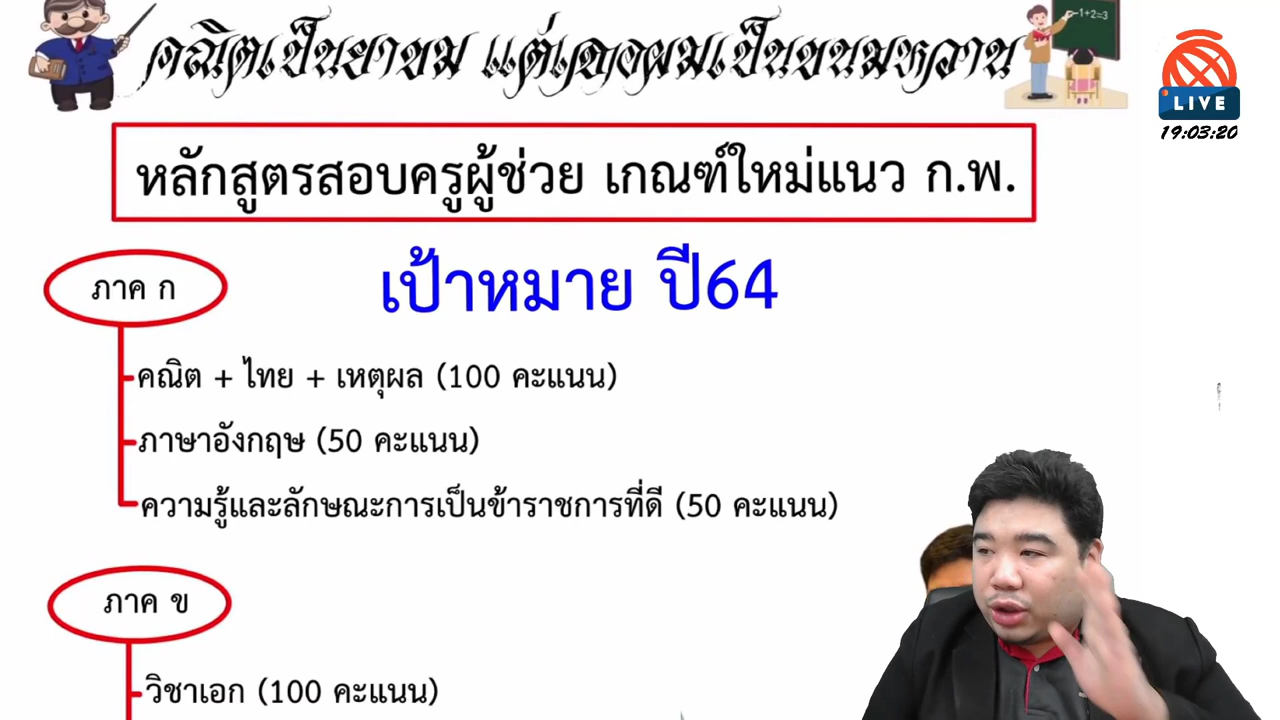 คณิตเป็นยาขม แต่เจอผมเป็นขนมหวาน
-1+2=3
LIVE
19:03:20
หลักสูตรสอบครูผู้ช่วย เกณฑ์ใหม่แนว ก.พ.
เป้าหมาย ปี64
ภาค ก
คณิต + ไทย + เหตุผล (100 คะแนน)
ภาษาอังกฤษ (50 คะแนน)
ความรู้และลักษณะการเป็นข้าราชการที่ดี (50 คะแนน)
ภาค ข
วิชาเอก (100 คะแนน)